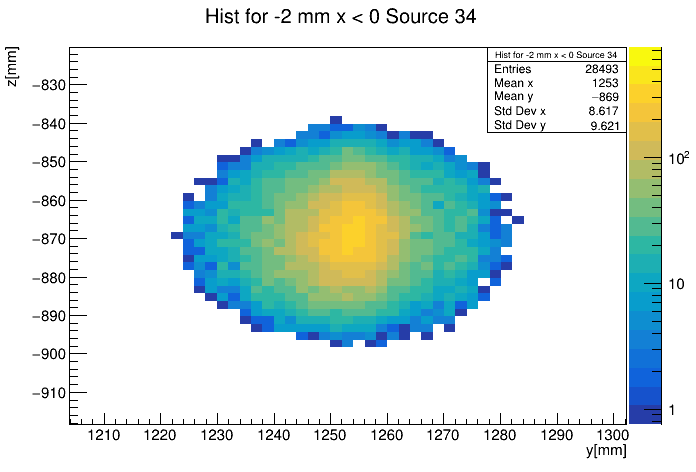 Hist for -2 mm x < 0 Source 34
z[mm]
Hist for -2 mm x < 0 Source 34
Entries 28493
Mean x 1253
Mean y −869
Std Dev x 8.617
Std Dev y 9.621
−830
−840
−850
−860
−870
−880
−890
−900
−910
10²
10
1
1210 1220 1230 1240 1250 1260 1270 1280 1290 1300
y[mm]